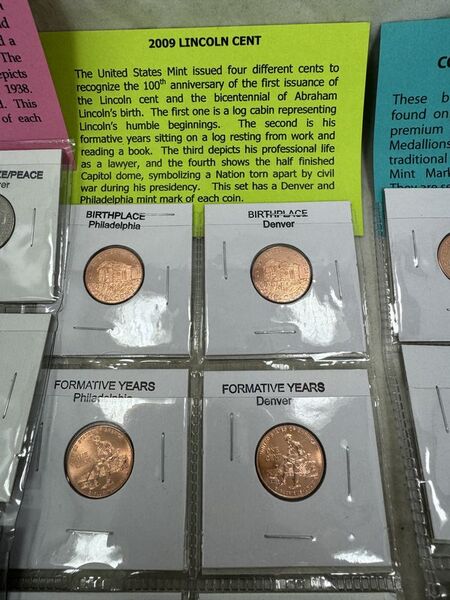 2009 LINCOLN CENT
The United States Mint issued four different cents to
recognize the 100th anniversary of the first issuance of
the Lincoln cent and the bicentennial of Abraham
Lincoln's birth. The first one is a log cabin representing
Lincoln's humble beginnings. The second is his
formative years sitting on a log resting from work and
reading a book. The third depicts his professional life
as a lawyer, and the fourth shows the half finished
Capitol dome, symbolizing a Nation torn apart by civil
war during his presidency. This set has a Denver and
Philadelphia mint mark of each coin.
The
epicts
1938.
This
of each
ZE/PEACE
BIRTHPLACE
Philadelphia
BIRTHPLACE
Denver
FORMATIVE YEARS
Philadelphia
FORMATIVE YEARS
Denver
These
found on
premium
Medallions
traditional
Mint Mark
They are